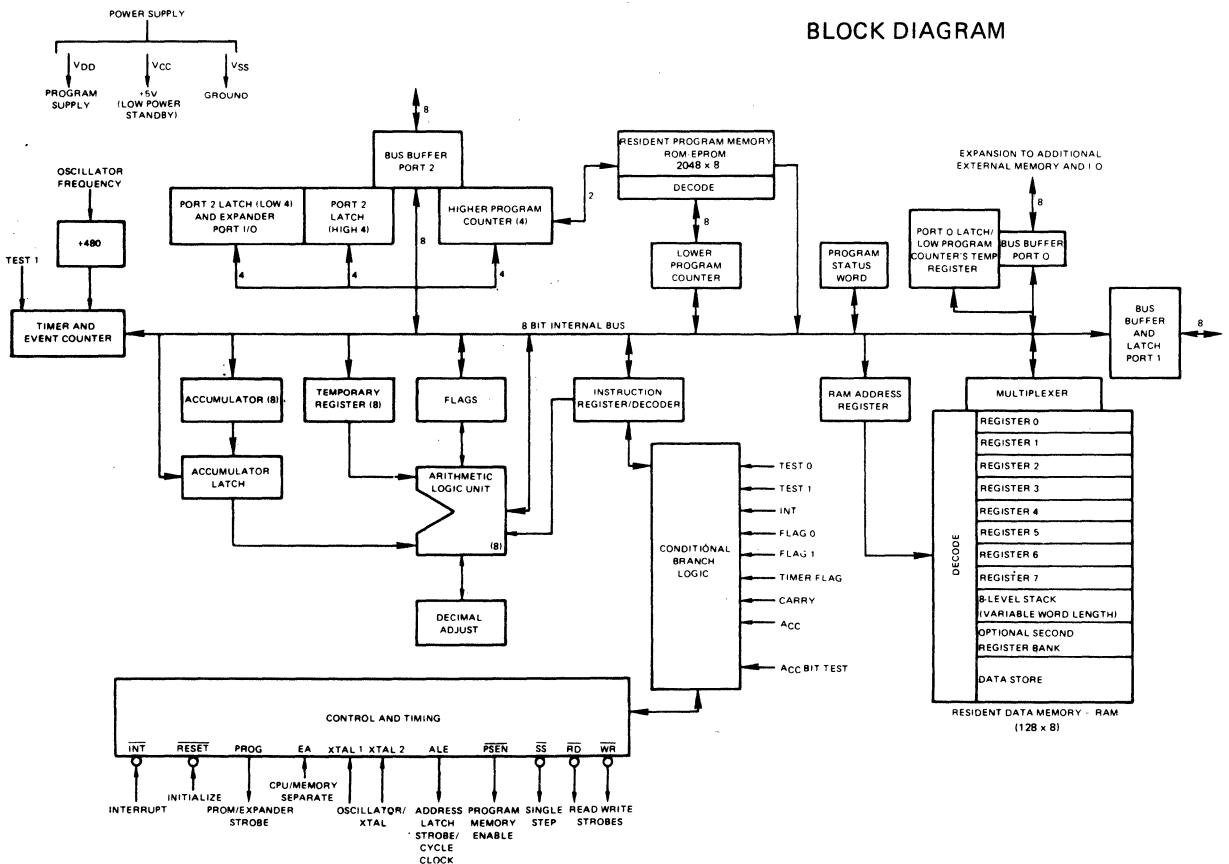 BLOCK DIAGRAM
POWER SUPPLY
VDD
VCC
VSS
PROGRAM
SUPPLY
+5V
(LOW POWER
STANDBY)
GROUND
8
BUS BUFFER
PORT 2
OSCILLATOR
FREQUENCY
PORT 2 LATCH (LOW 4)
AND EXPANDER
PORT I/O
PORT 2
LATCH
(HIGH 4)
HIGHER PROGRAM
COUNTER (4)
2
RESIDENT PROGRAM MEMORY
ROM-EPROM
2048 x 8
DECODE
8
LOWER
PROGRAM
COUNTER
PROGRAM
STATUS
WORD
EXPANSION TO ADDITIONAL
EXTERNAL MEMORY AND I O
8
PORT O LATCH/
LOW PROGRAM
COUNTER'S TEMP
REGISTER
BUS BUFFER
PORT O
÷480
TEST 1
TIMER AND
EVENT COUNTER
4
4
8
4
8 BIT INTERNAL BUS
BUS
BUFFER
AND
LATCH
PORT 1
8
ACCUMULATOR (8)
TEMPORARY
REGISTER (8)
FLAGS
INSTRUCTION
REGISTER/DECODER
RAM ADDRESS
REGISTER
MULTIPLEXER
ACCUMULATOR
LATCH
ARITHMETIC
LOGIC UNIT
(8)
DECIMAL
ADJUST
CONDITIONAL
BRANCH
LOGIC
TEST 0
TEST 1
INT
FLAG 0
FLAG 1
TIMER FLAG
CARRY
ACC
ACC BIT TEST
DECODE
REGISTER 0
REGISTER 1
REGISTER 2
REGISTER 3
REGISTER 4
REGISTER 5
REGISTER 6
REGISTER 7
8-LEVEL STACK
(VARIABLE WORD LENGTH)
OPTIONAL SECOND
REGISTER BANK
DATA STORE
RESIDENT DATA MEMORY - RAM
(128 x 8)
CONTROL AND TIMING
INT RESET PROG EA XTAL 1 XTAL 2 ALE PSEN SS RD WR
INTERRUPT
INITIALIZE
PROM/EXPANDER
STROBE
CPU/MEMORY
SEPARATE
OSCILLATOR/
XTAL
ADDRESS
LATCH
STROBE/
CYCLE
CLOCK
PROGRAM
MEMORY
ENABLE
SINGLE
STEP
READ WRITE
STROBES